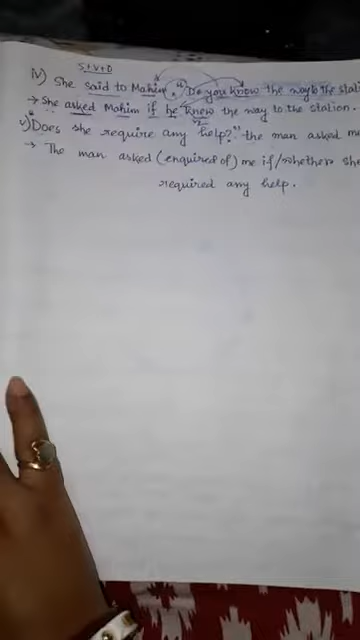 S+V+O
iv) She said to Mahim, "Do you know the way to the stati
→ She asked Mahim if he knew the way to the station.
v) "Does she require any help?" the man asked me
→ The man asked (enquired of) me if/whether she
required any help.